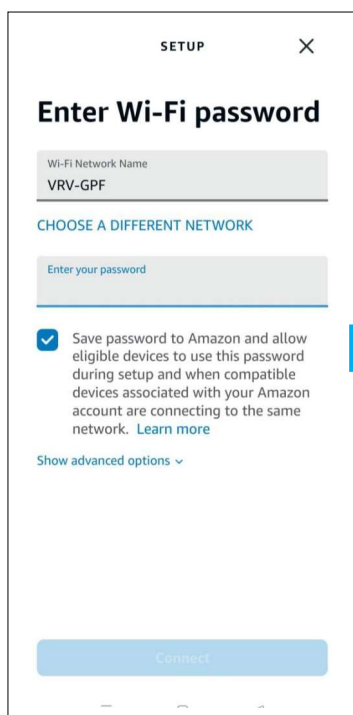 SETUP
Enter Wi-Fi password
Wi-Fi Network Name
VRV-GPF
CHOOSE A DIFFERENT NETWORK
Enter your password
Save password to Amazon and allow
eligible devices to use this password
during setup and when compatible
devices associated with your Amazon
account are connecting to the same
network. Learn more
Show advanced options
Connect